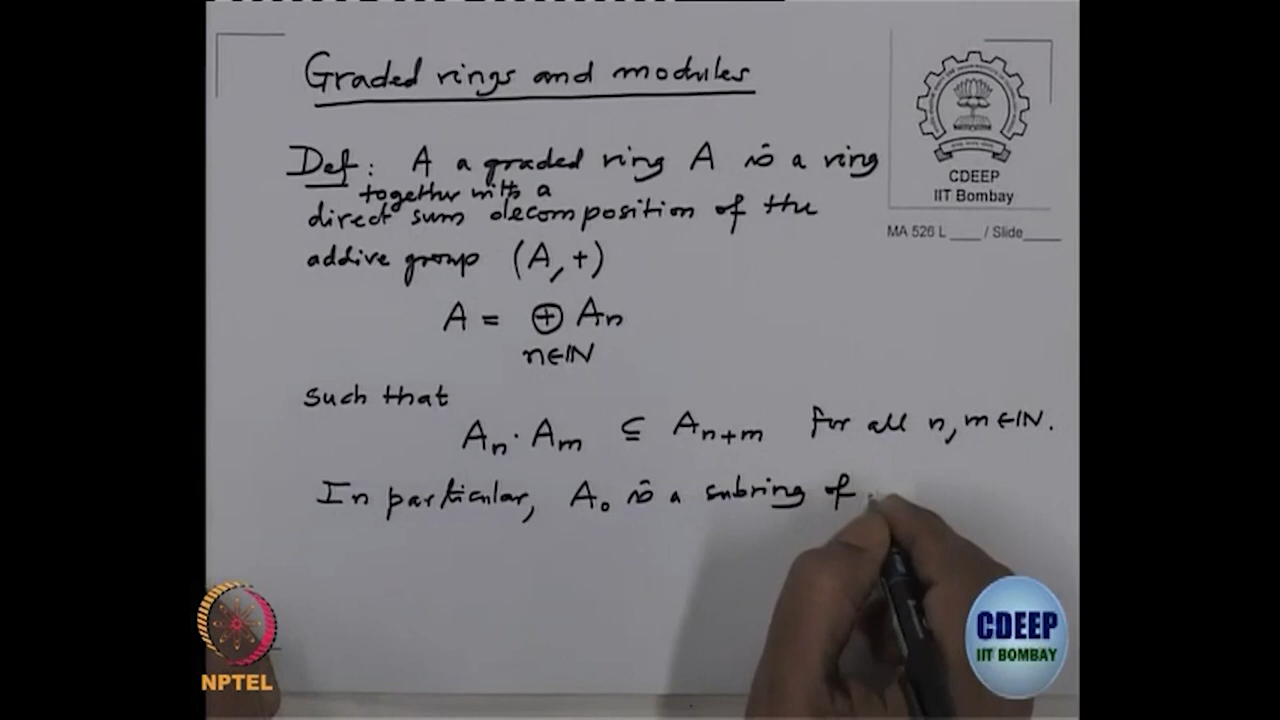 Graded rings and modules
Def: A a graded ring A is a ring
together with a
direct sum decomposition of the
addive group (A, +)
A = ⊕ An
n∈ℕ
such that
An · Am ⊆ An+m for all n, m ∈ ℕ.
In particular, A0 is a subring of
CDEEP
IIT Bombay
MA 526 L ____ / Slide_____
NPTEL
CDEEP
IIT BOMBAY